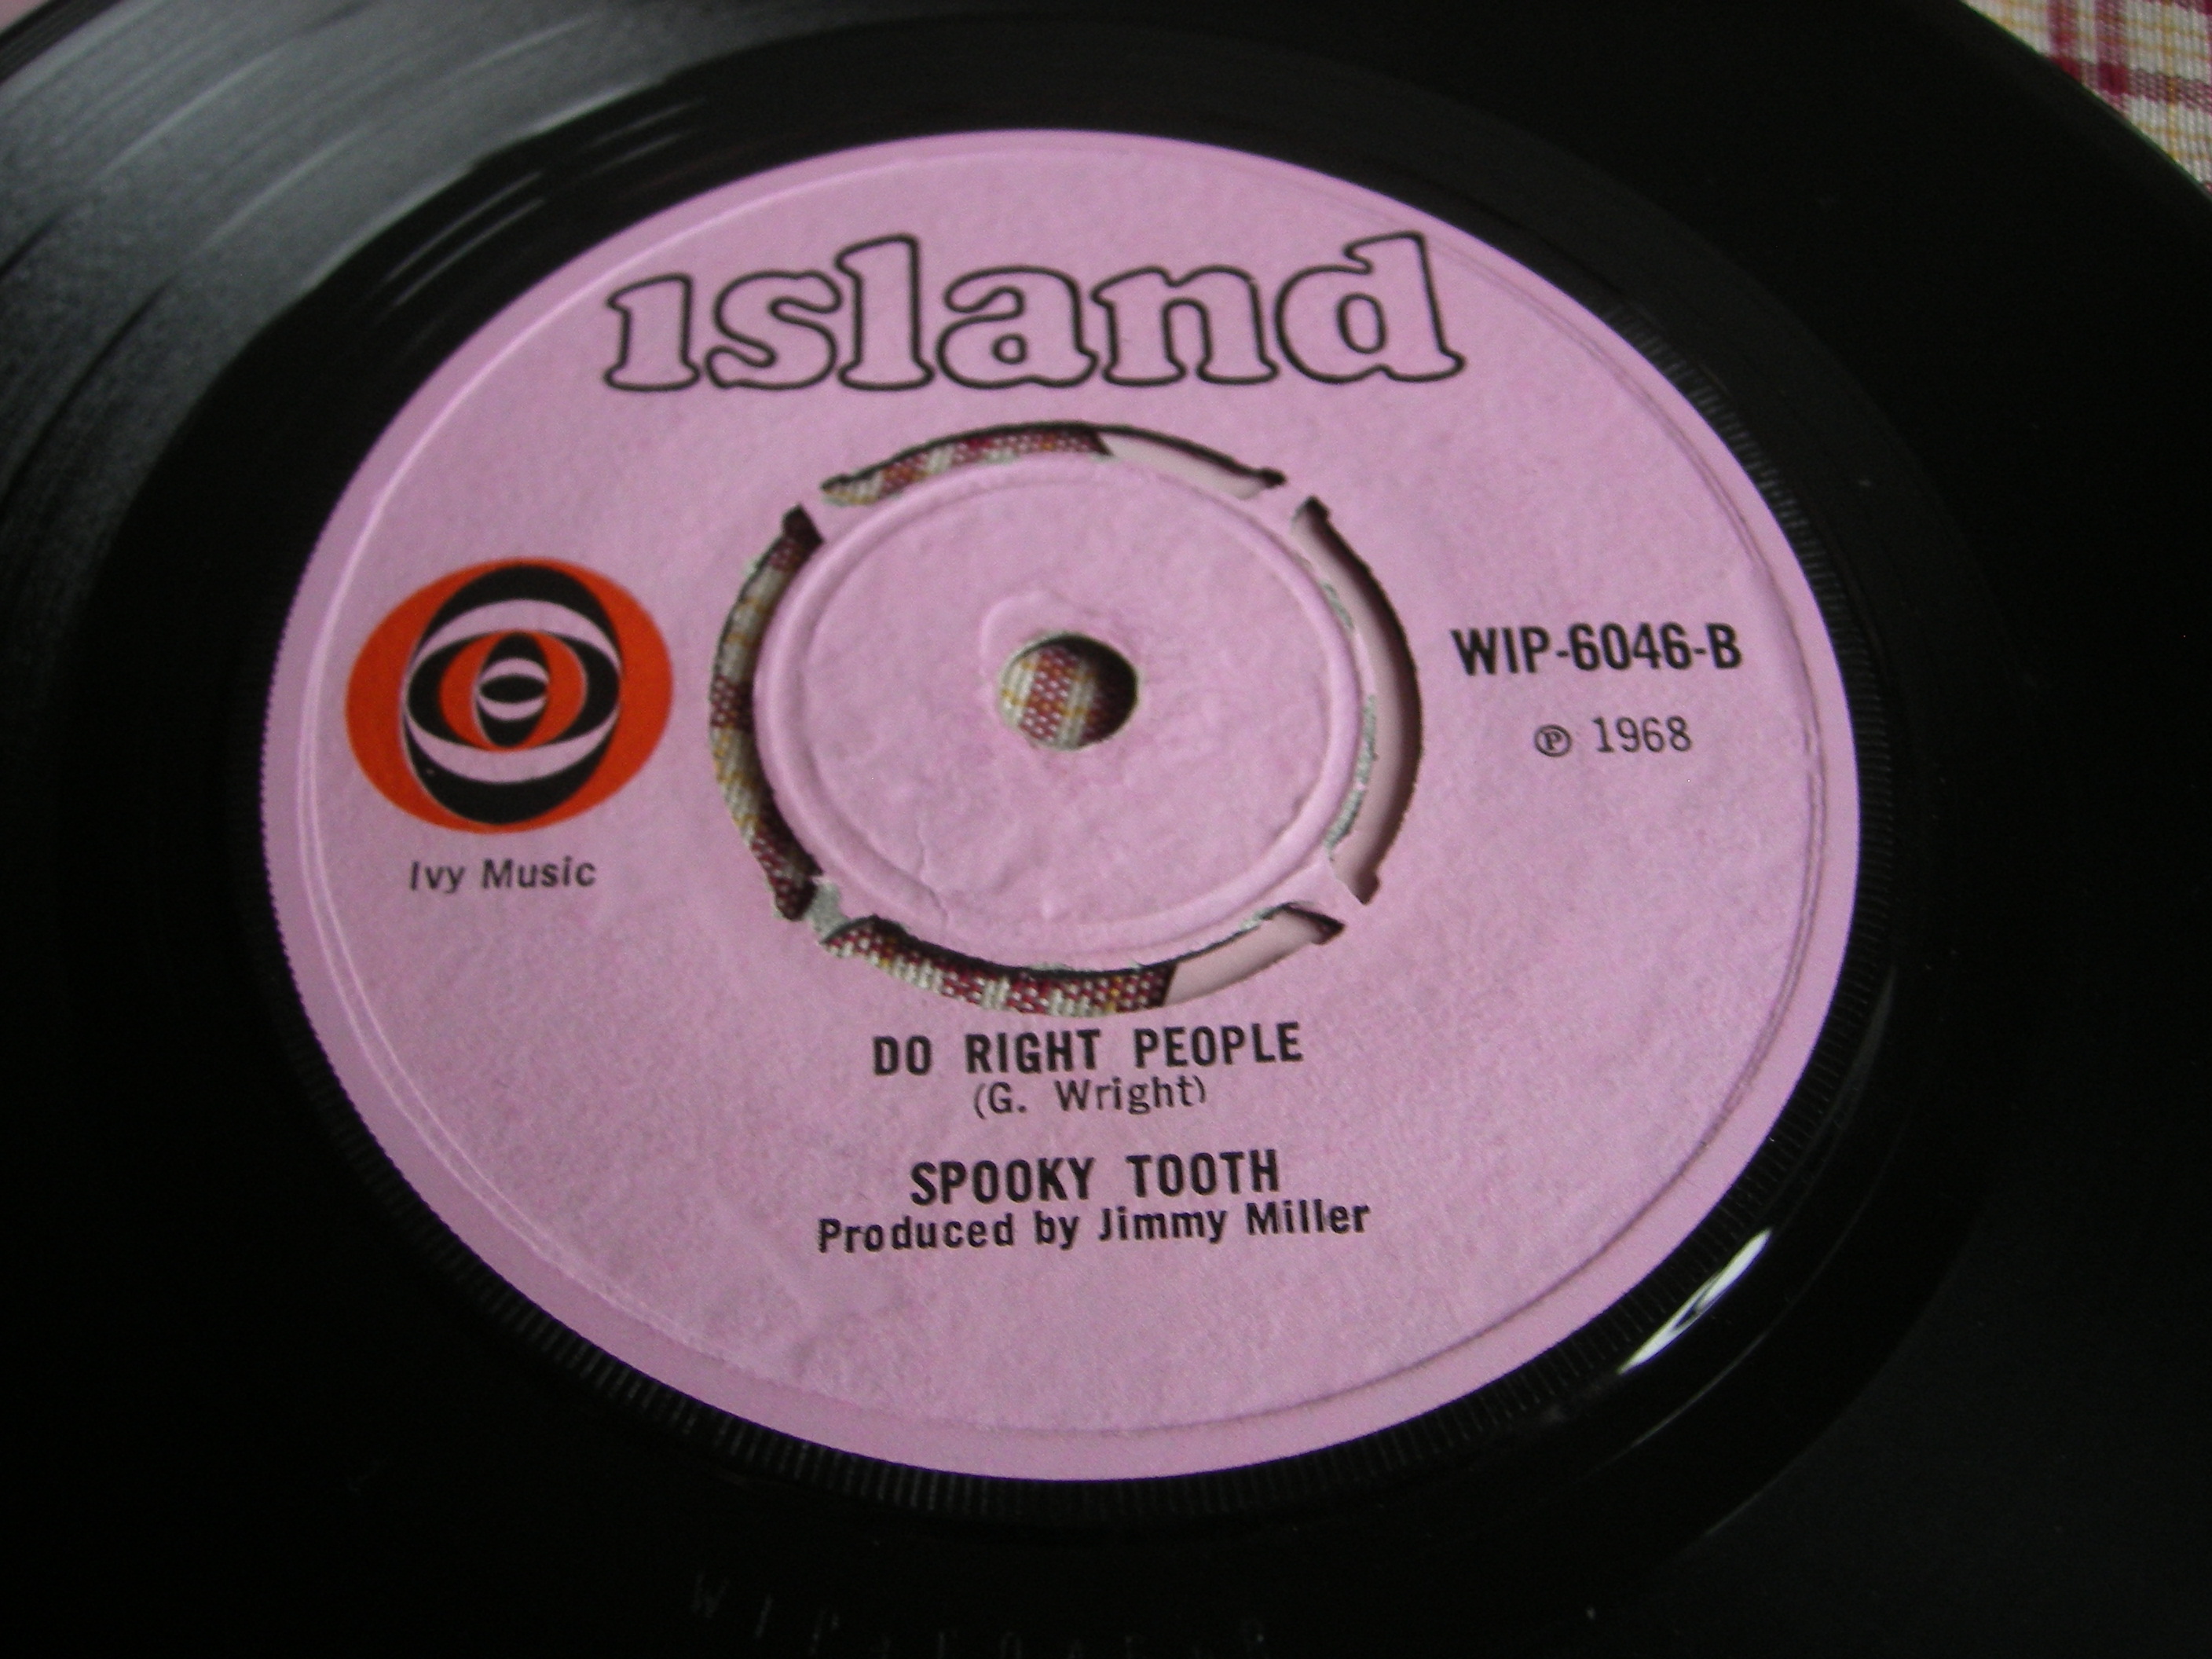 island
WIP-6046-B
℗ 1968
Ivy Music
DO RIGHT PEOPLE
(G. Wright)
SPOOKY TOOTH
Produced by Jimmy Miller